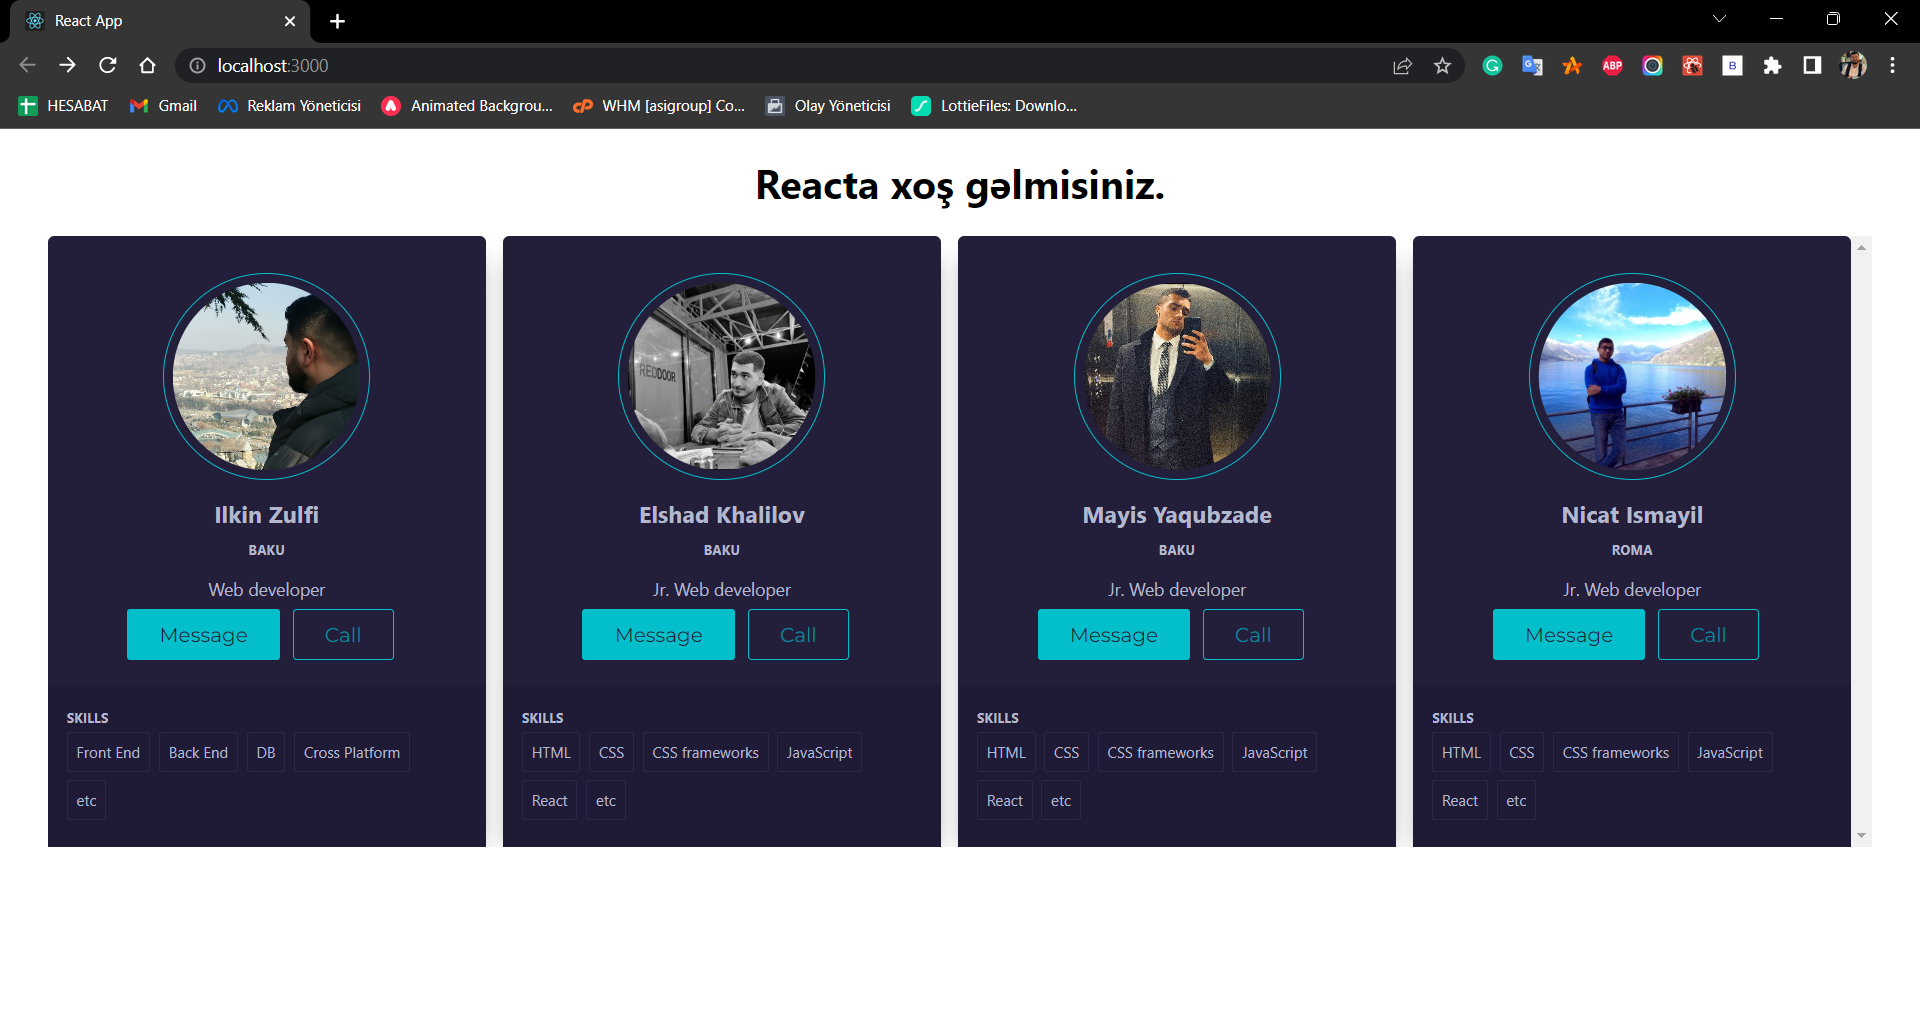 React App
localhost:3000
HESABAT
Gmail
Reklam Yöneticisi
Animated Backgrou...
WHM [asigroup] Co...
Olay Yöneticisi
LottieFiles: Downlo...
Reacta xoş gəlmisiniz.
Ilkin Zulfi
BAKU
Web developer
Message
Call
SKILLS
Front End
Back End
DB
Cross Platform
etc
REDDOOR
Elshad Khalilov
BAKU
Jr. Web developer
Message
Call
SKILLS
HTML
CSS
CSS frameworks
JavaScript
React
etc
Mayis Yaqubzade
BAKU
Jr. Web developer
Message
Call
SKILLS
HTML
CSS
CSS frameworks
JavaScript
React
etc
Nicat Ismayil
ROMA
Jr. Web developer
Message
Call
SKILLS
HTML
CSS
CSS frameworks
JavaScript
React
etc